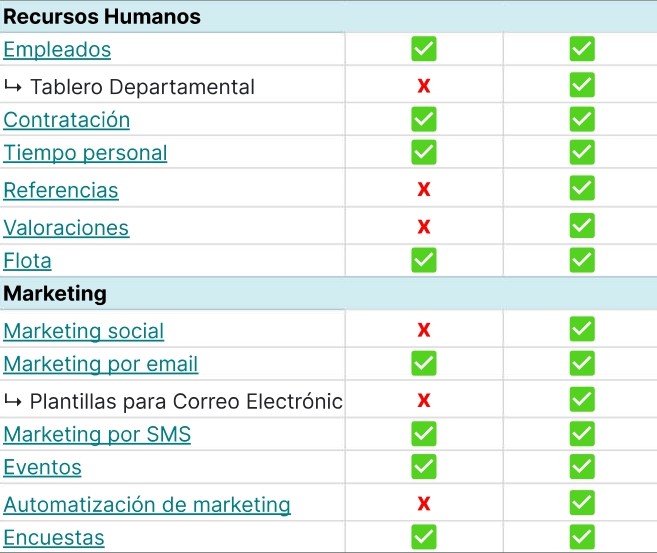 Recursos Humanos
Empleados ✅ ✅
↳ Tablero Departamental X ✅
Contratación ✅ ✅
Tiempo personal ✅ ✅
Referencias X ✅
Valoraciones X ✅
Flota ✅ ✅
Marketing
Marketing social X ✅
Marketing por email ✅ ✅
↳ Plantillas para Correo Electrónic X ✅
Marketing por SMS ✅ ✅
Eventos ✅ ✅
Automatización de marketing X ✅
Encuestas ✅ ✅